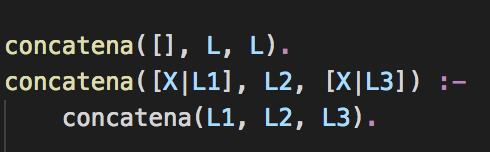 concatena([], L, L).
concatena([X|L1], L2, [X|L3]) :-
    concatena(L1, L2, L3).